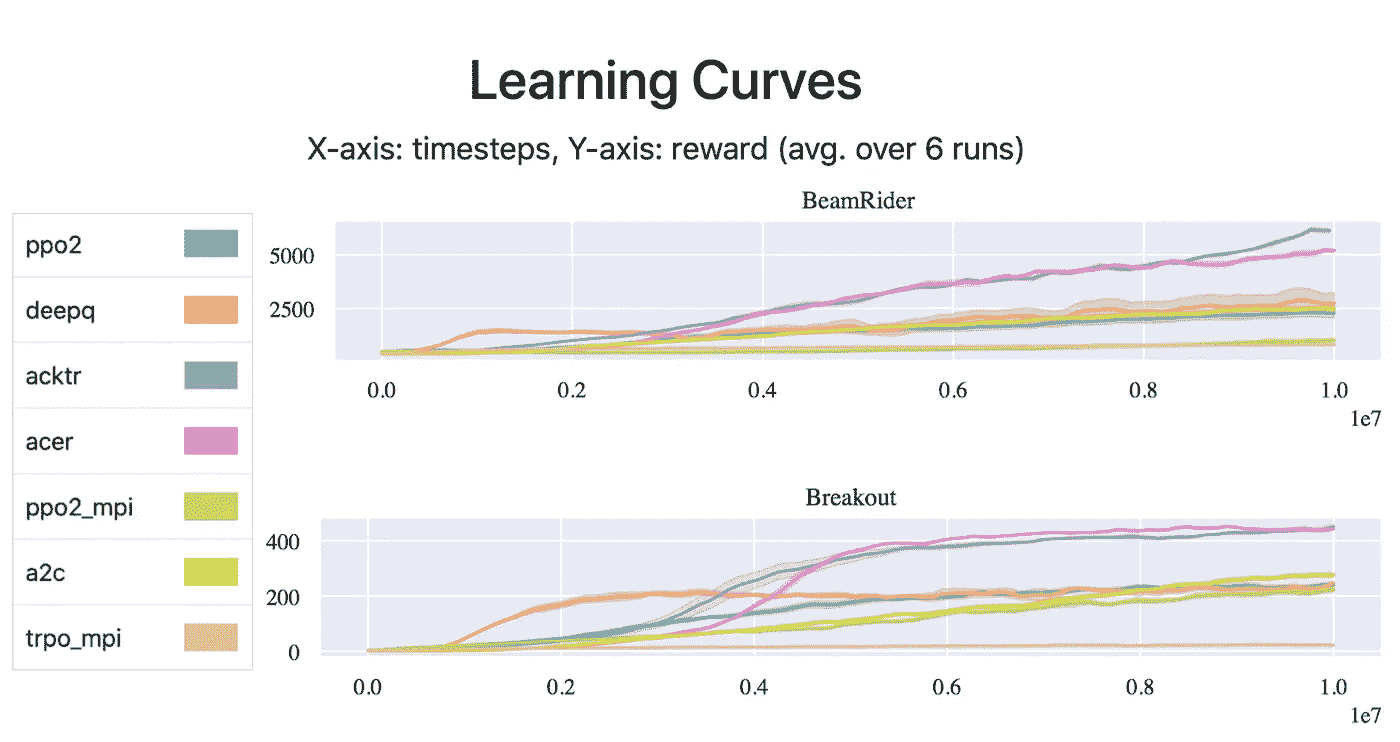 Learning Curves
X-axis: timesteps, Y-axis: reward (avg. over 6 runs)
ppo2
deepq
acktr
acer
ppo2_mpi
a2c
trpo_mpi
BeamRider
5000
2500
0.0 0.2 0.4 0.6 0.8 1.0
1e7
Breakout
400
200
0
0.0 0.2 0.4 0.6 0.8 1.0
1e7